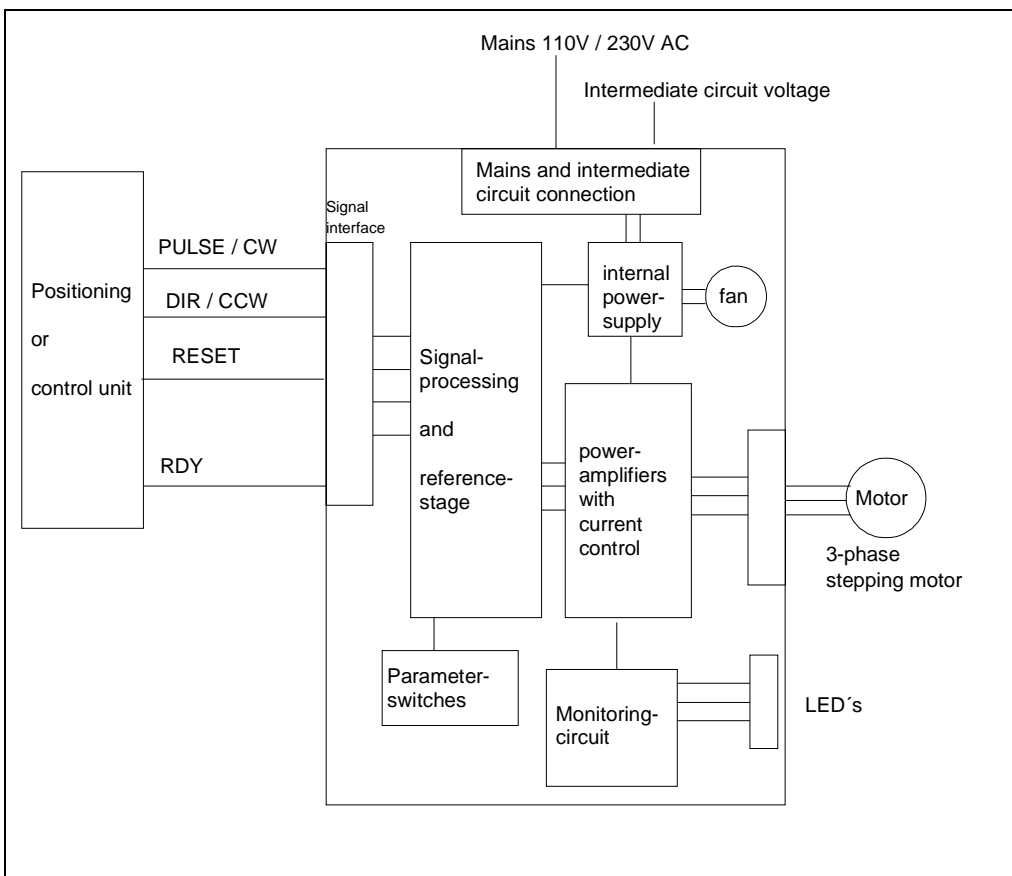 Mains 110V / 230V AC
Intermediate circuit voltage
Mains and intermediate
circuit connection
Signal
interface
PULSE / CW
DIR / CCW
RESET
RDY
Positioning
or
control unit
internal
power-
supply
fan
Signal-
processing
and
reference-
stage
power-
amplifiers
with
current
control
Motor
3-phase
stepping motor
Parameter-
switches
Monitoring-
circuit
LED´s